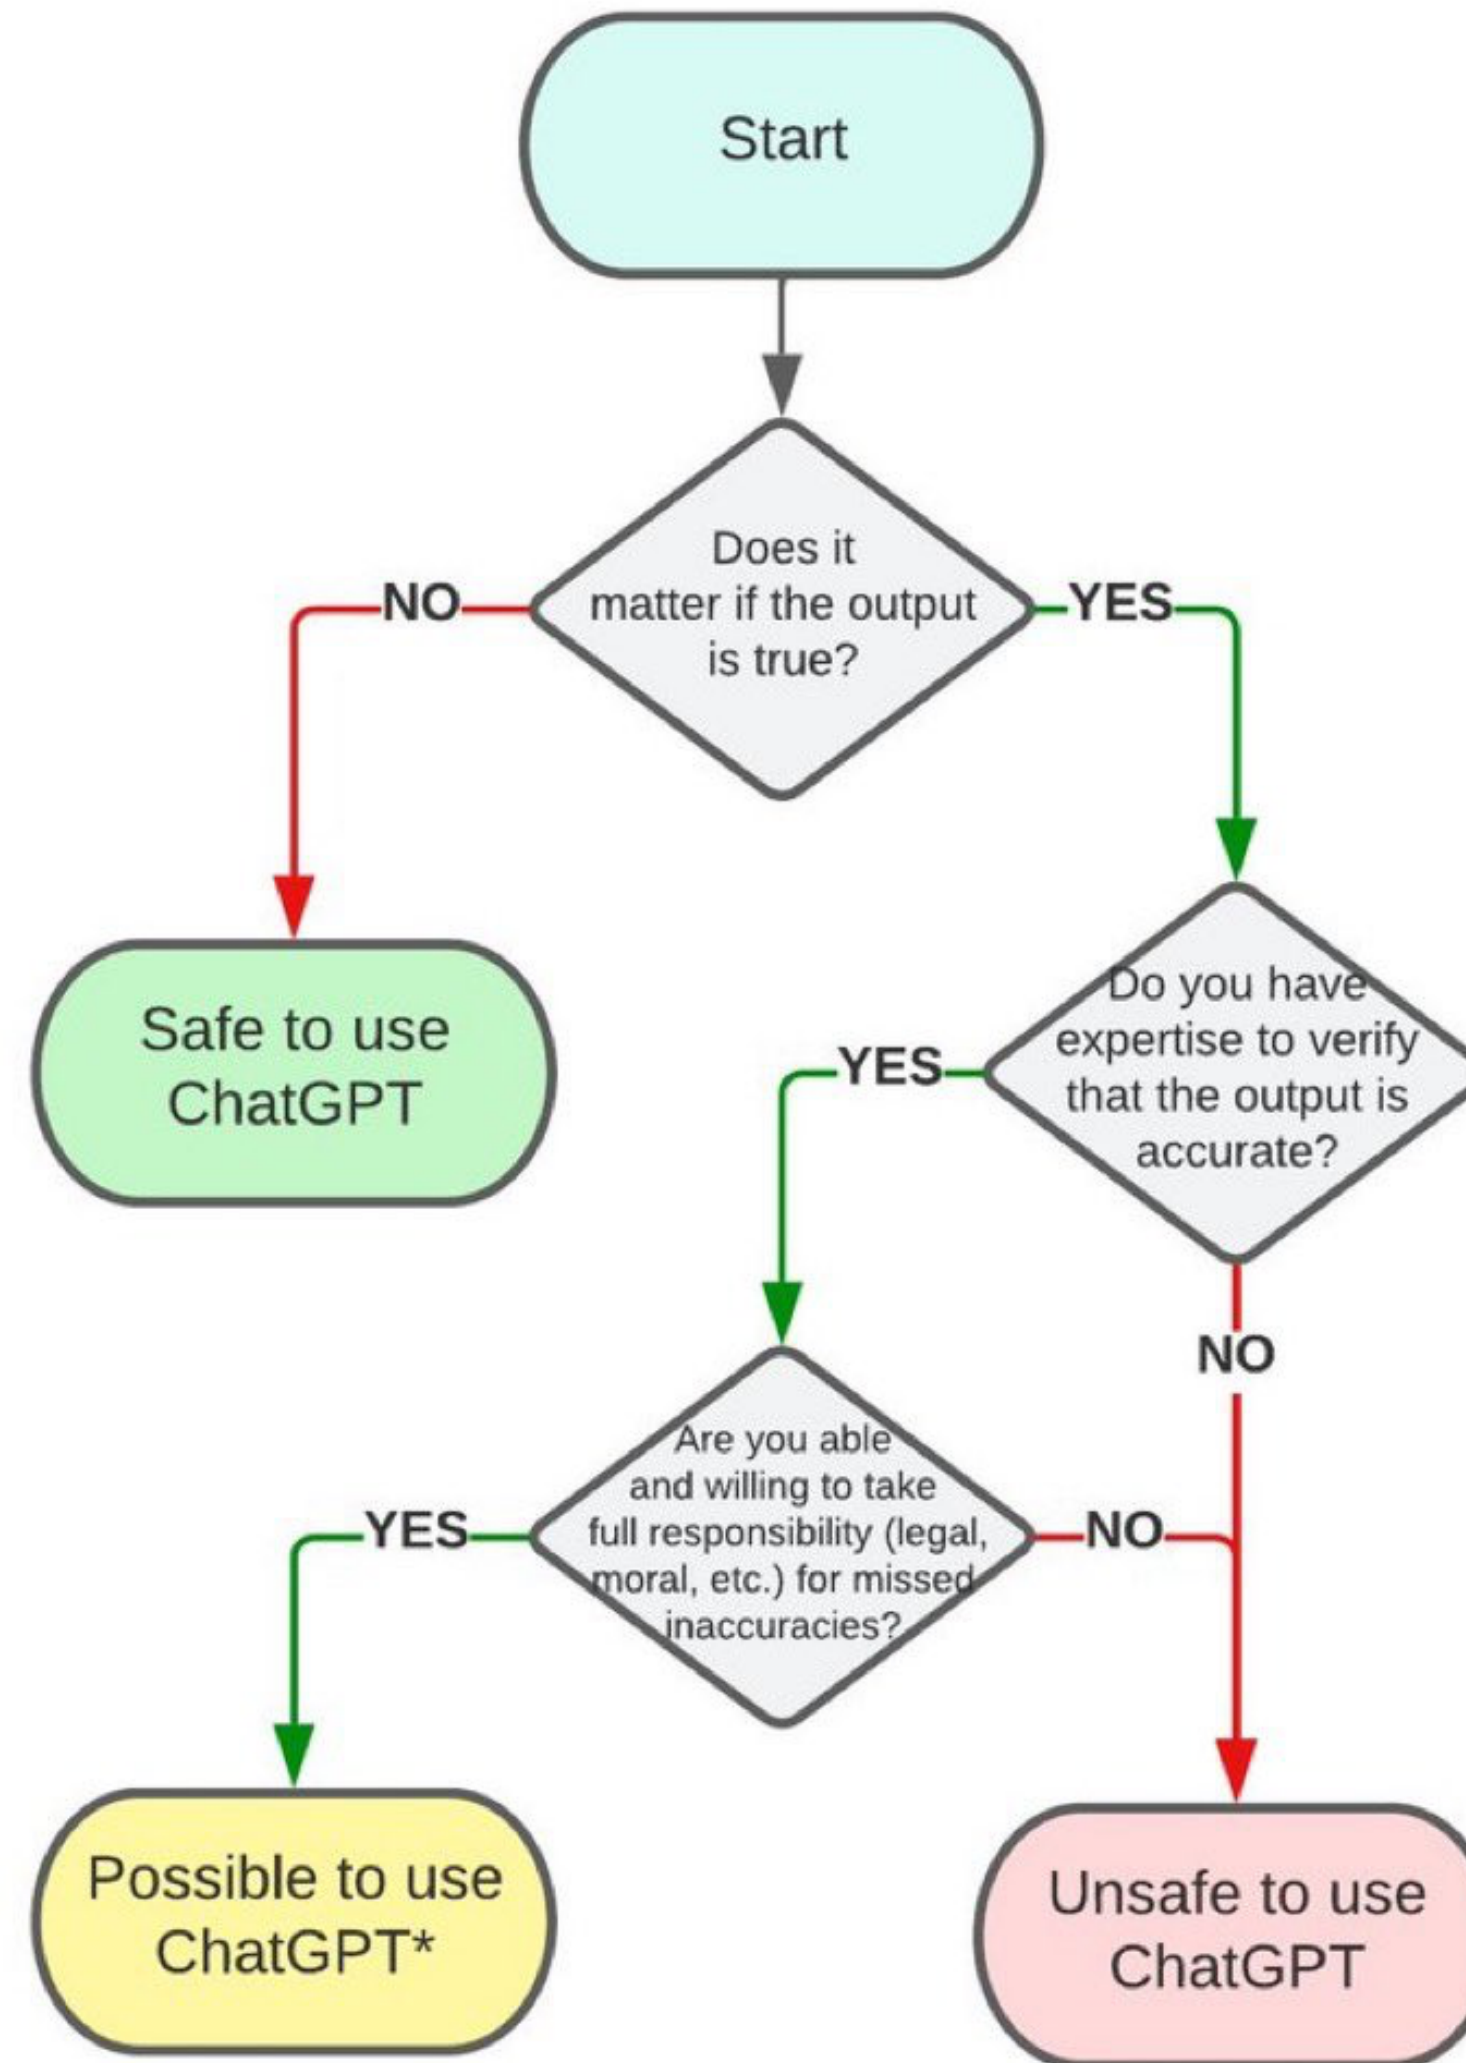 Start
Does it
matter if the output
is true?
NO
YES
Safe to use
ChatGPT
Do you have
expertise to verify
that the output is
accurate?
YES
NO
Are you able
and willing to take
full responsibility (legal,
moral, etc.) for missed
inaccuracies?
YES
NO
Possible to use
ChatGPT*
Unsafe to use
ChatGPT